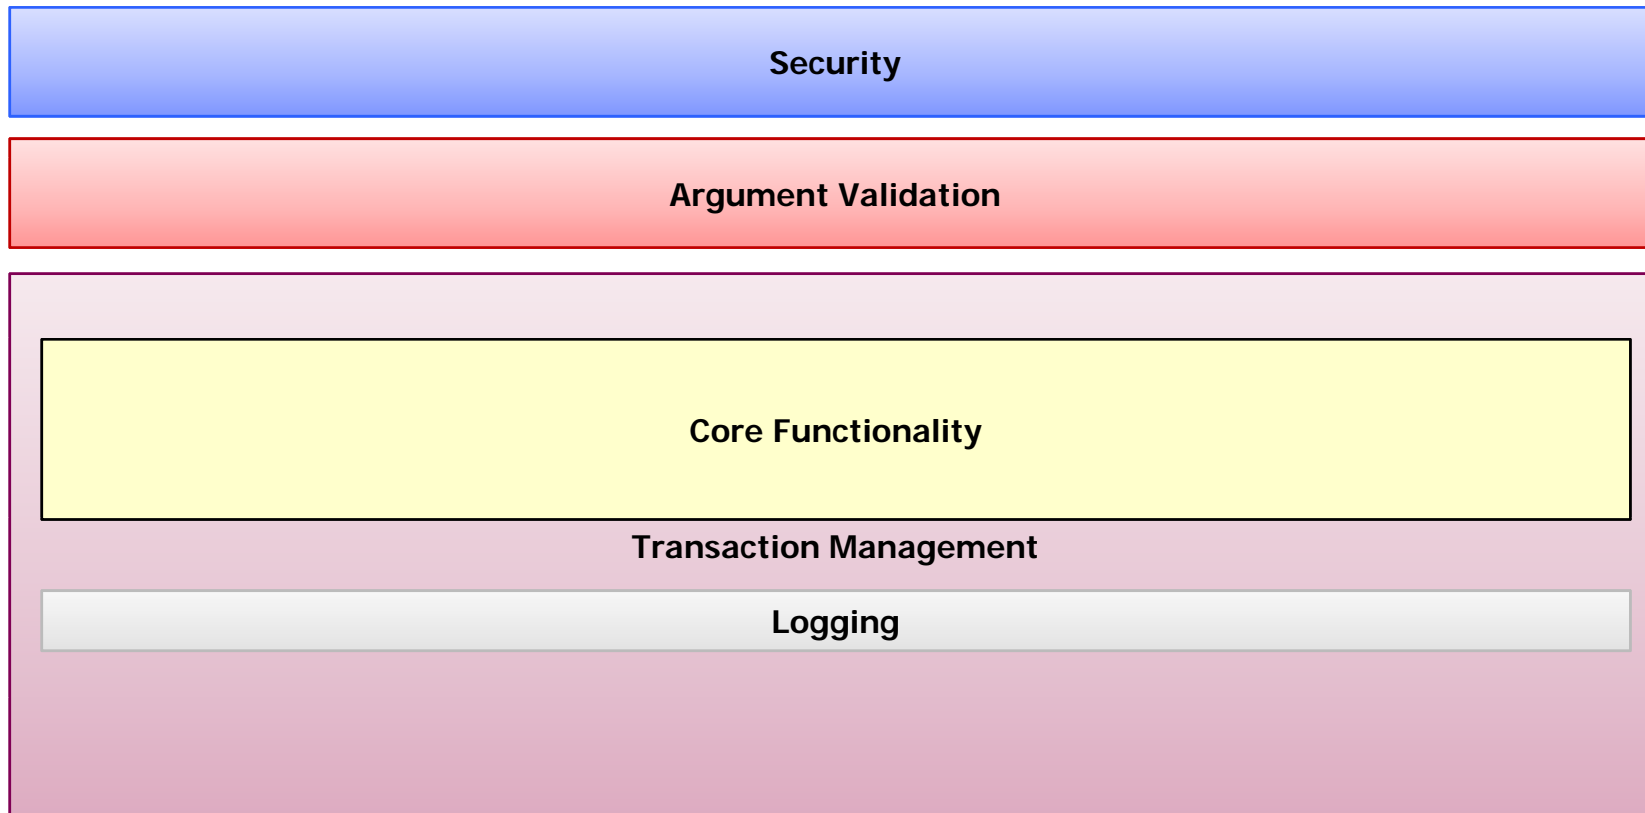 Security
Argument Validation
Core Functionality
Transaction Management
Logging